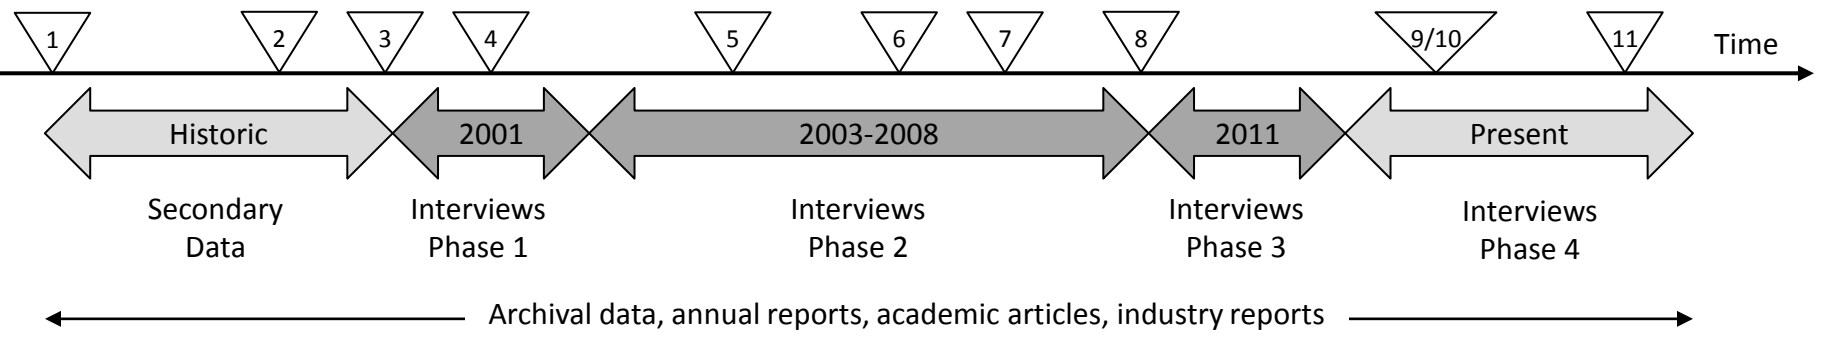 1 2 3 4 5 6 7 8 9/10 11 Time
Historic 2001 2003-2008 2011 Present
Secondary Data
Interviews Phase 1
Interviews Phase 2
Interviews Phase 3
Interviews Phase 4
Archival data, annual reports, academic articles, industry reports